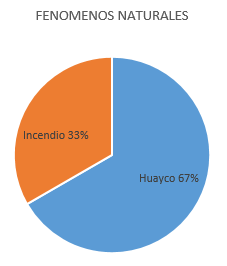 FENOMENOS NATURALES
Incendio 33%
Huayco 67%